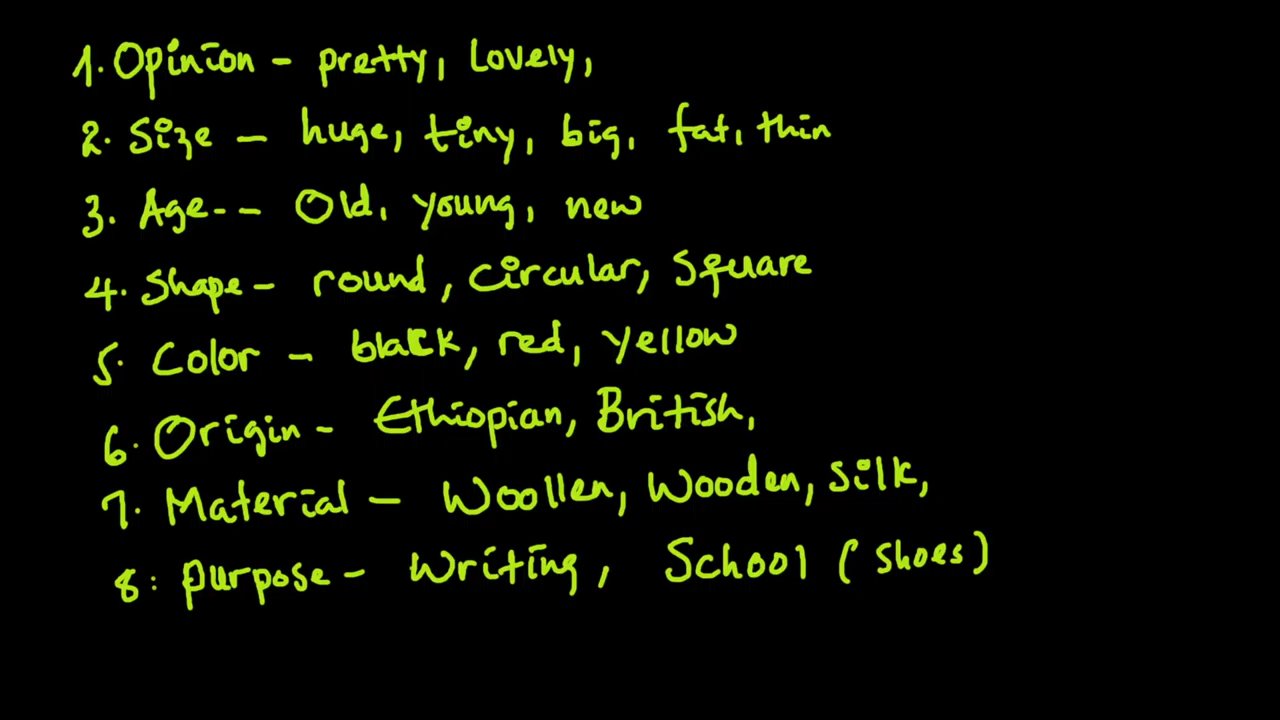 1. Opinion - pretty, Lovely,
2. Size - huge, tiny, big, fat, thin
3. Age-- Old, young, new
4. Shape - round, circular, Square
5. Color - black, red, yellow
6. Origin - Ethiopian, British,
7. Material - Woollen, Wooden, silk,
8: purpose - Writing, School (shoes)